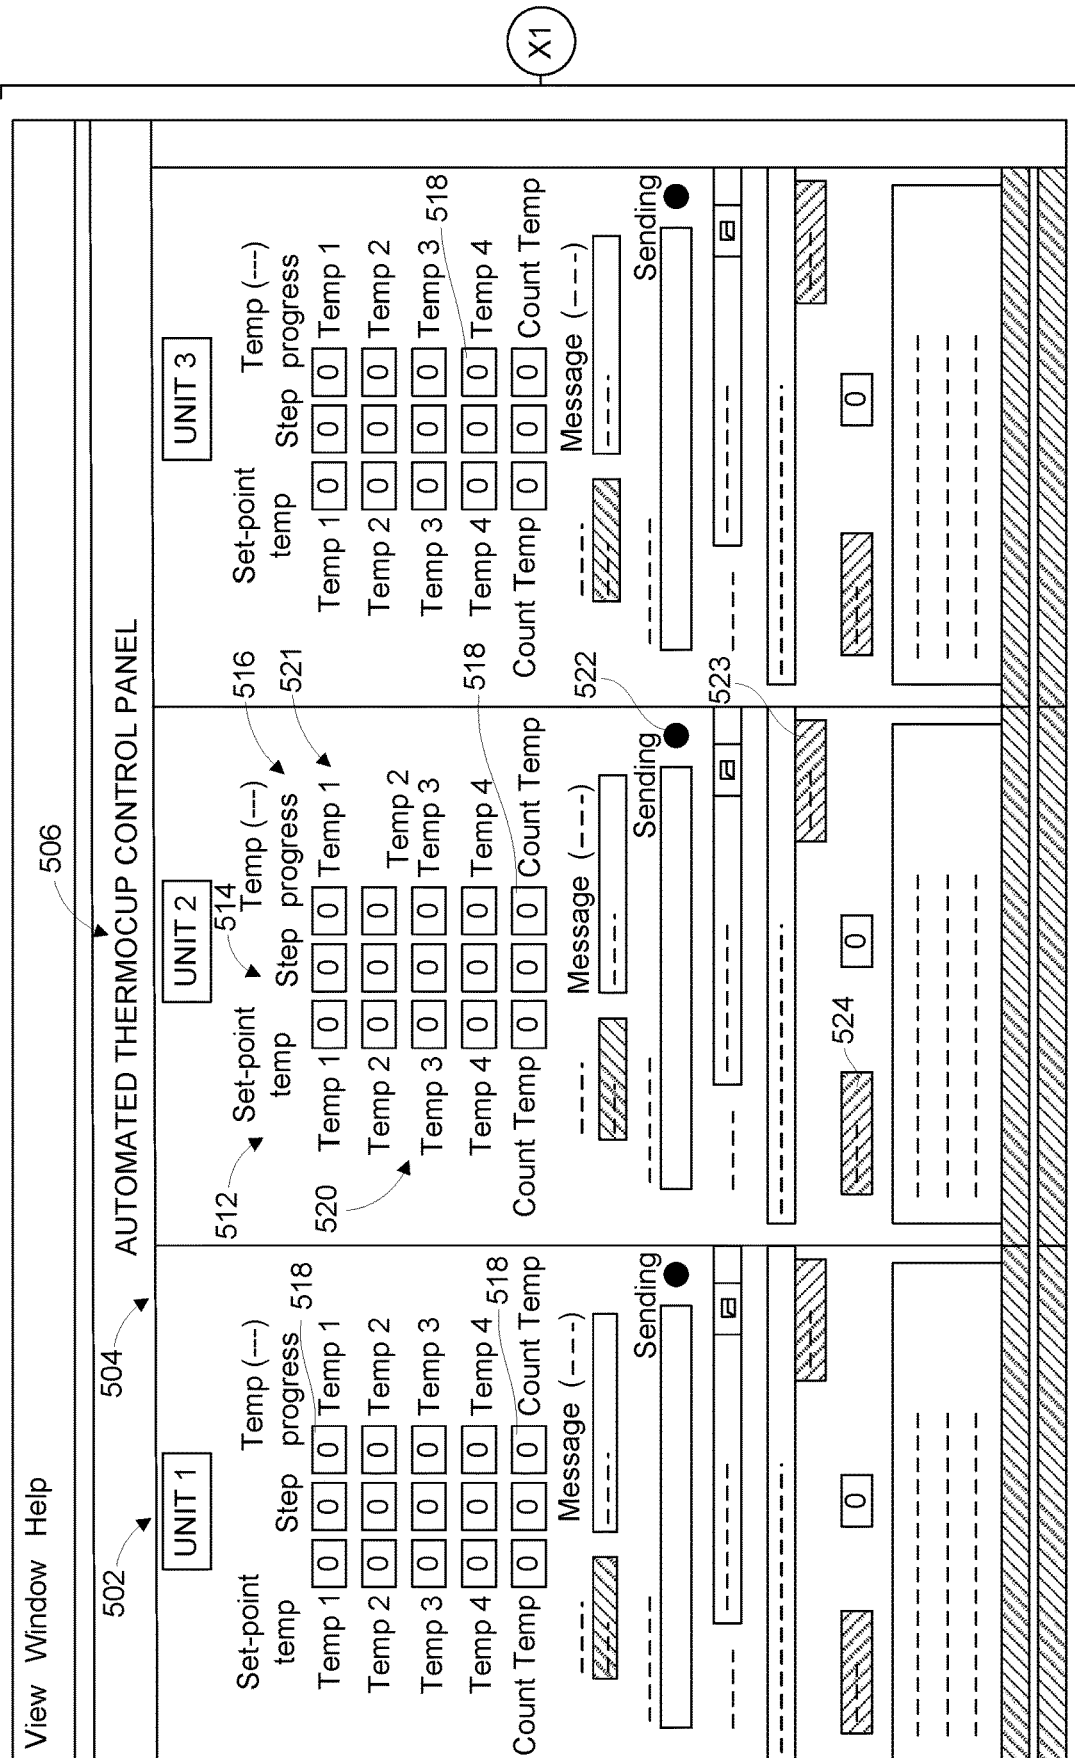 X1
View Window Help
506
AUTOMATED THERMOCUP CONTROL PANEL
502
504
UNIT 1
Set-point
temp
Step
Temp (---)
progress
518
Temp 1 0 0 0 Temp 1
Temp 2 0 0 0 Temp 2
Temp 3 0 0 0 Temp 3
Temp 4 0 0 0 Temp 4
518
Count Temp 0 0 0 Count Temp
Message (---)
Sending
0
UNIT 2
512
514
516
Set-point
temp
Step
Temp (---)
progress
521
520
Temp 1 0 0 0 Temp 1
Temp 2 0 0 0 Temp 2
Temp 3 0 0 0 Temp 3
Temp 4 0 0 0 Temp 4
518
Count Temp 0 0 0 Count Temp
Message (---)
522
Sending
523
524
0
UNIT 3
Set-point
temp
Step
Temp (---)
progress
Temp 1 0 0 0 Temp 1
Temp 2 0 0 0 Temp 2
Temp 3 0 0 0 Temp 3
518
Temp 4 0 0 0 Temp 4
Count Temp 0 0 0 Count Temp
Message (---)
Sending
0